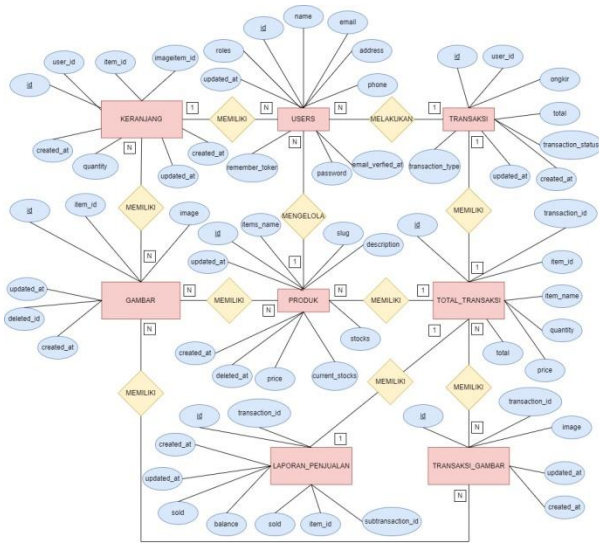 name
id
email
user_id
item_id
imageitem_id
roles
address
id
user_id
id
updated_at
phone
ongkir
1
N
N
1
total
KERANJANG
MEMILIKI
USERS
MELAKUKAN
TRANSAKSI
transaction_status
created_at
N
created_at
N
email_verfied_at
transaction_type
1
quantity
updated_at
remember_token
password
updated_at
created_at
MEMILIKI
MENGELOLA
MEMILIKI
id
item_id
image
items_name
slug
id
transaction_id
id
description
N
updated_at
1
1
item_id
updated_at
GAMBAR
N
MEMILIKI
N
PRODUK
N
MEMILIKI
1
TOTAL_TRANSAKSI
item_name
deleted_id
N
1
N
quantity
created_at
created_at
stocks
total
price
deleted_at
price
current_stocks
MEMILIKI
MEMILIKI
MEMILIKI
id
transaction_id
id
transaction_id
created_at
1
N
image
LAPORAN_PENJUALAN
TRANSAKSI_GAMBAR
updated_at
updated_at
sold
N
created_at
balance
sold
item_id
subtransaction_id